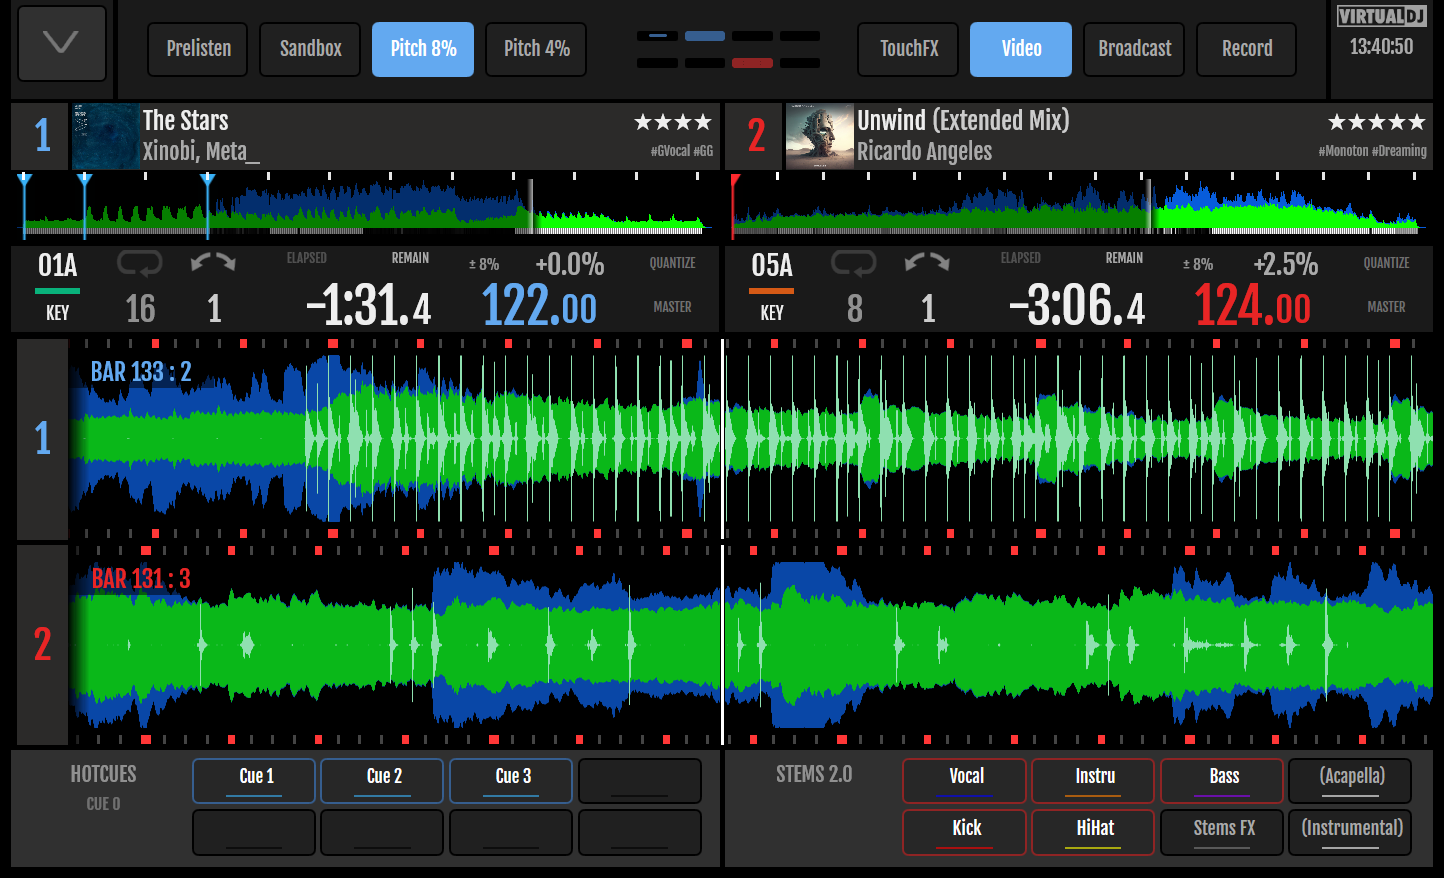 Prelisten
Sandbox
Pitch 8%
Pitch 4%
TouchFX
Video
Broadcast
Record
VIRTUALDJ
13:40:50
1
The Stars
Xinobi, Meta_
#GVocal #GG
2
Unwind (Extended Mix)
Ricardo Angeles
#Monoton #Dreaming
01A
KEY
16
1
ELAPSED
REMAIN
-1:31.4
± 8%
+0.0%
QUANTIZE
122.00
MASTER
05A
KEY
8
1
ELAPSED
REMAIN
-3:06.4
± 8%
+2.5%
QUANTIZE
124.00
MASTER
BAR 133 : 2
1
BAR 131 : 3
2
HOTCUES
CUE 0
Cue 1
Cue 2
Cue 3
STEMS 2.0
Vocal
Instru
Bass
(Acapella)
Kick
HiHat
Stems FX
(Instrumental)